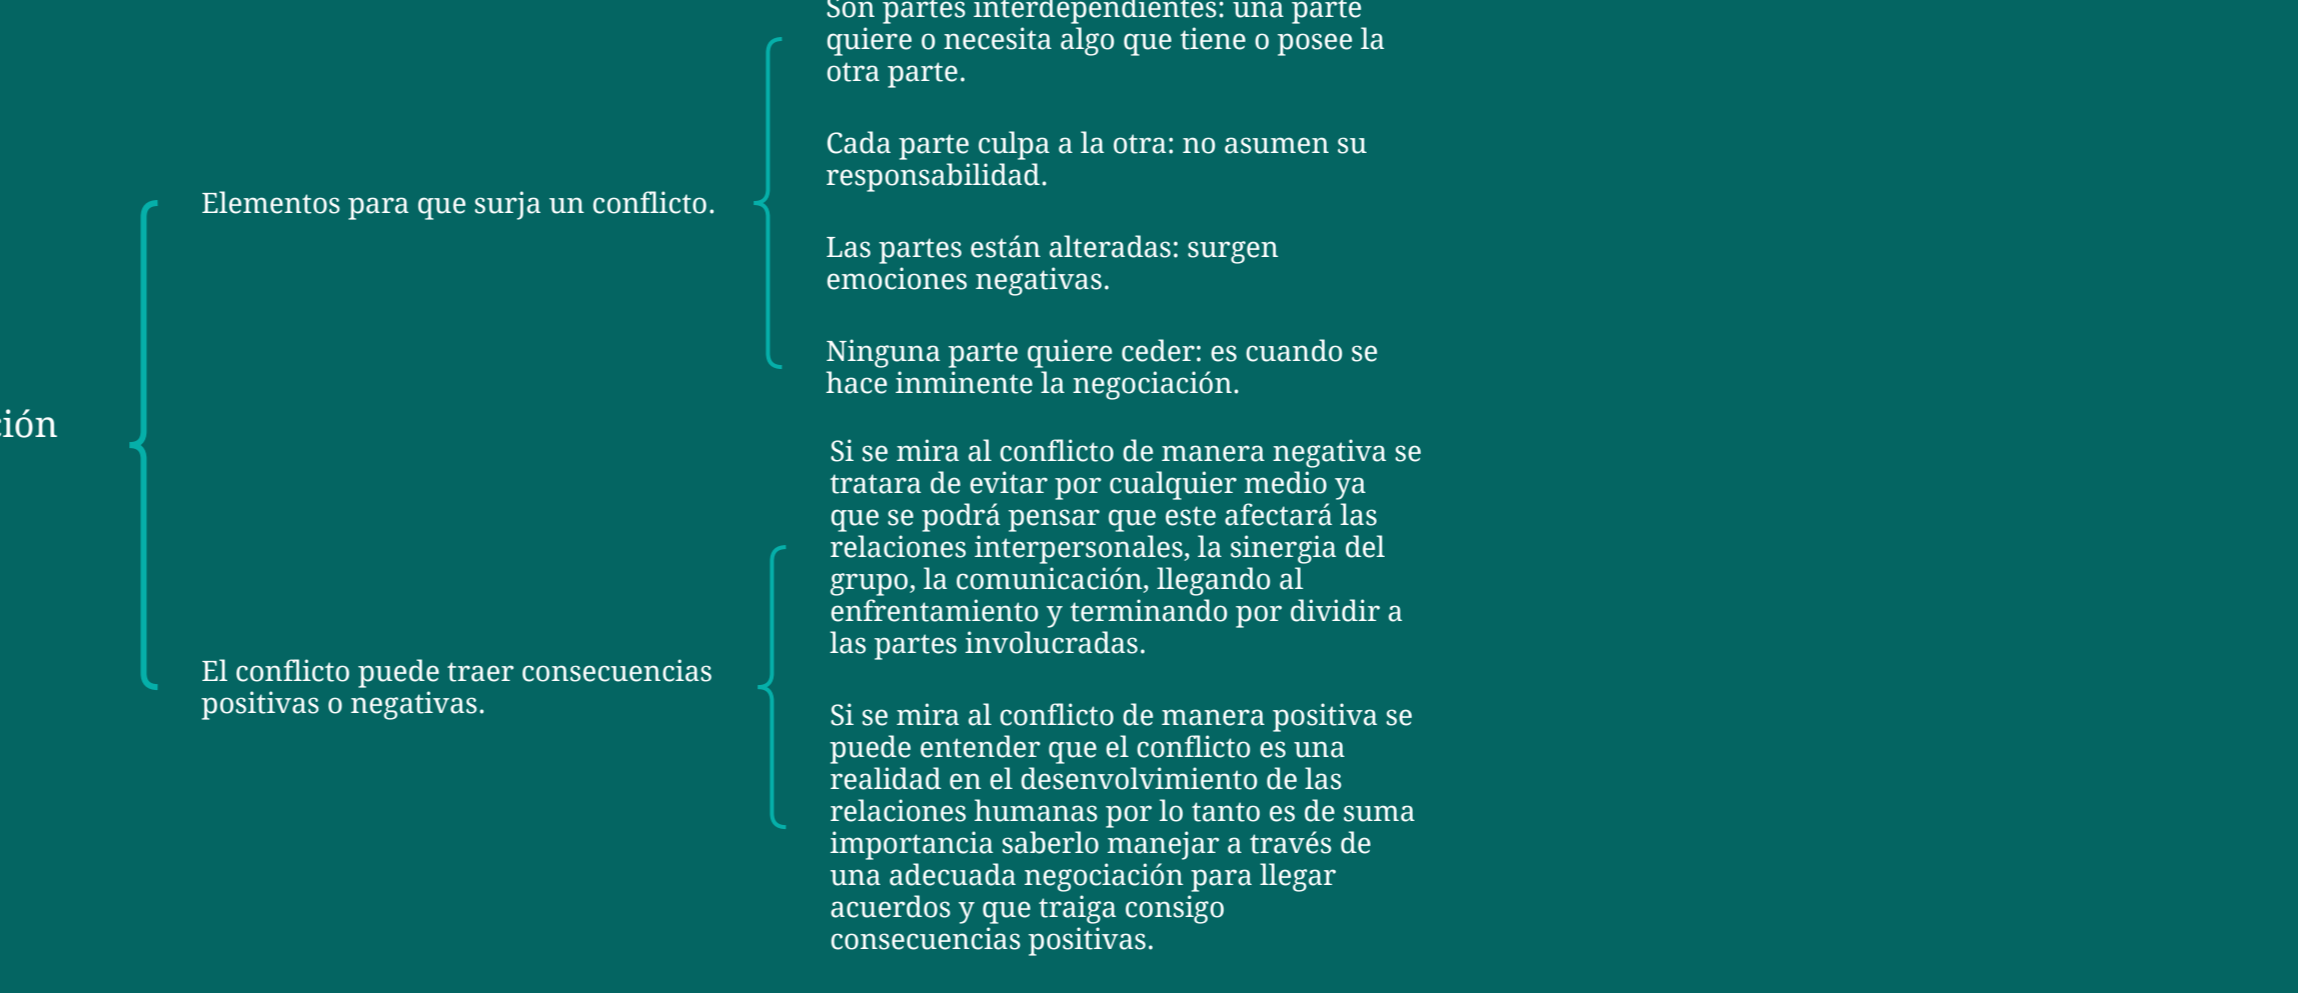 Son partes interdependientes: una parte
quiere o necesita algo que tiene o posee la
otra parte.
Cada parte culpa a la otra: no asumen su
responsabilidad.
Elementos para que surja un conflicto.
Las partes están alteradas: surgen
emociones negativas.
Ninguna parte quiere ceder: es cuando se
hace inminente la negociación.
ción
Si se mira al conflicto de manera negativa se
tratara de evitar por cualquier medio ya
que se podrá pensar que este afectará las
relaciones interpersonales, la sinergia del
grupo, la comunicación, llegando al
enfrentamiento y terminando por dividir a
las partes involucradas.
El conflicto puede traer consecuencias
positivas o negativas.
Si se mira al conflicto de manera positiva se
puede entender que el conflicto es una
realidad en el desenvolvimiento de las
relaciones humanas por lo tanto es de suma
importancia saberlo manejar a través de
una adecuada negociación para llegar
acuerdos y que traiga consigo
consecuencias positivas.